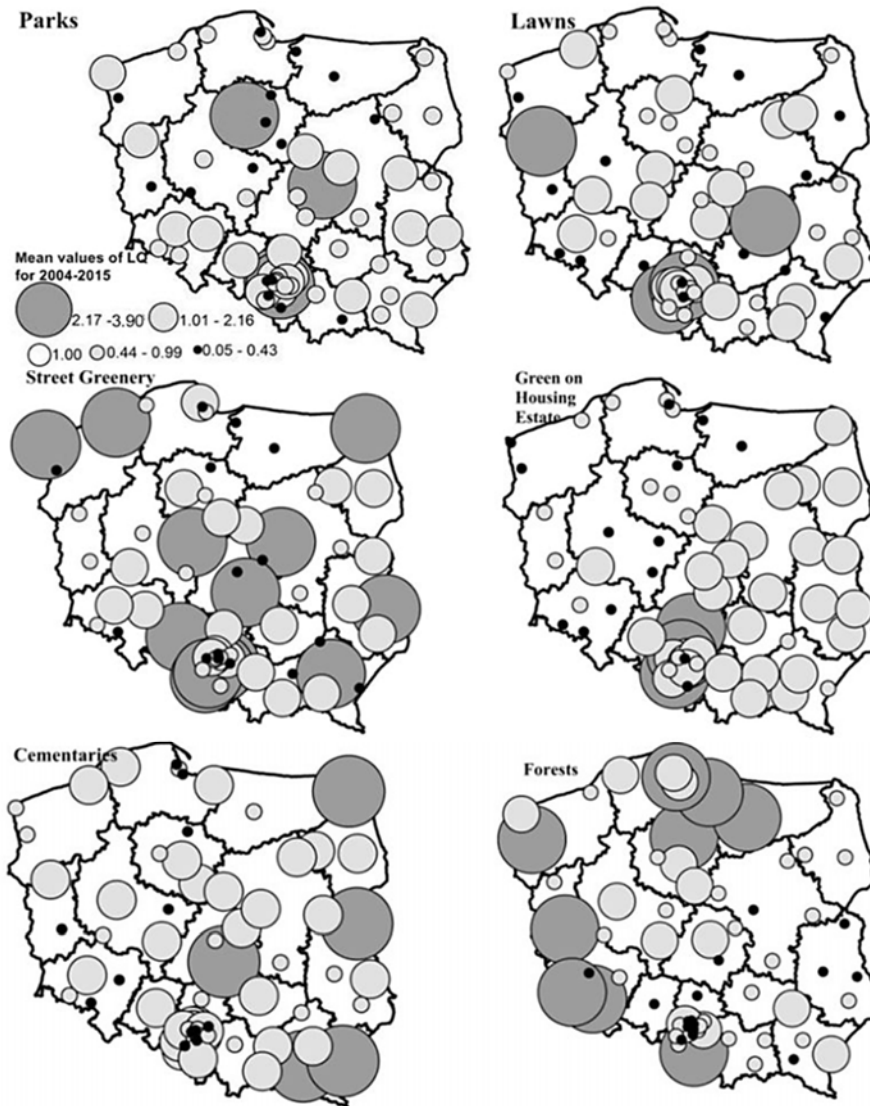 Parks
Lawns
Mean values of LQ
for 2004-2015
2.17 -3.90
1.01 - 2.16
1.00
0.44 - 0.99
0.05 - 0.43
Street Greenery
Green on
Housing
Estate
Cementaries
Forests